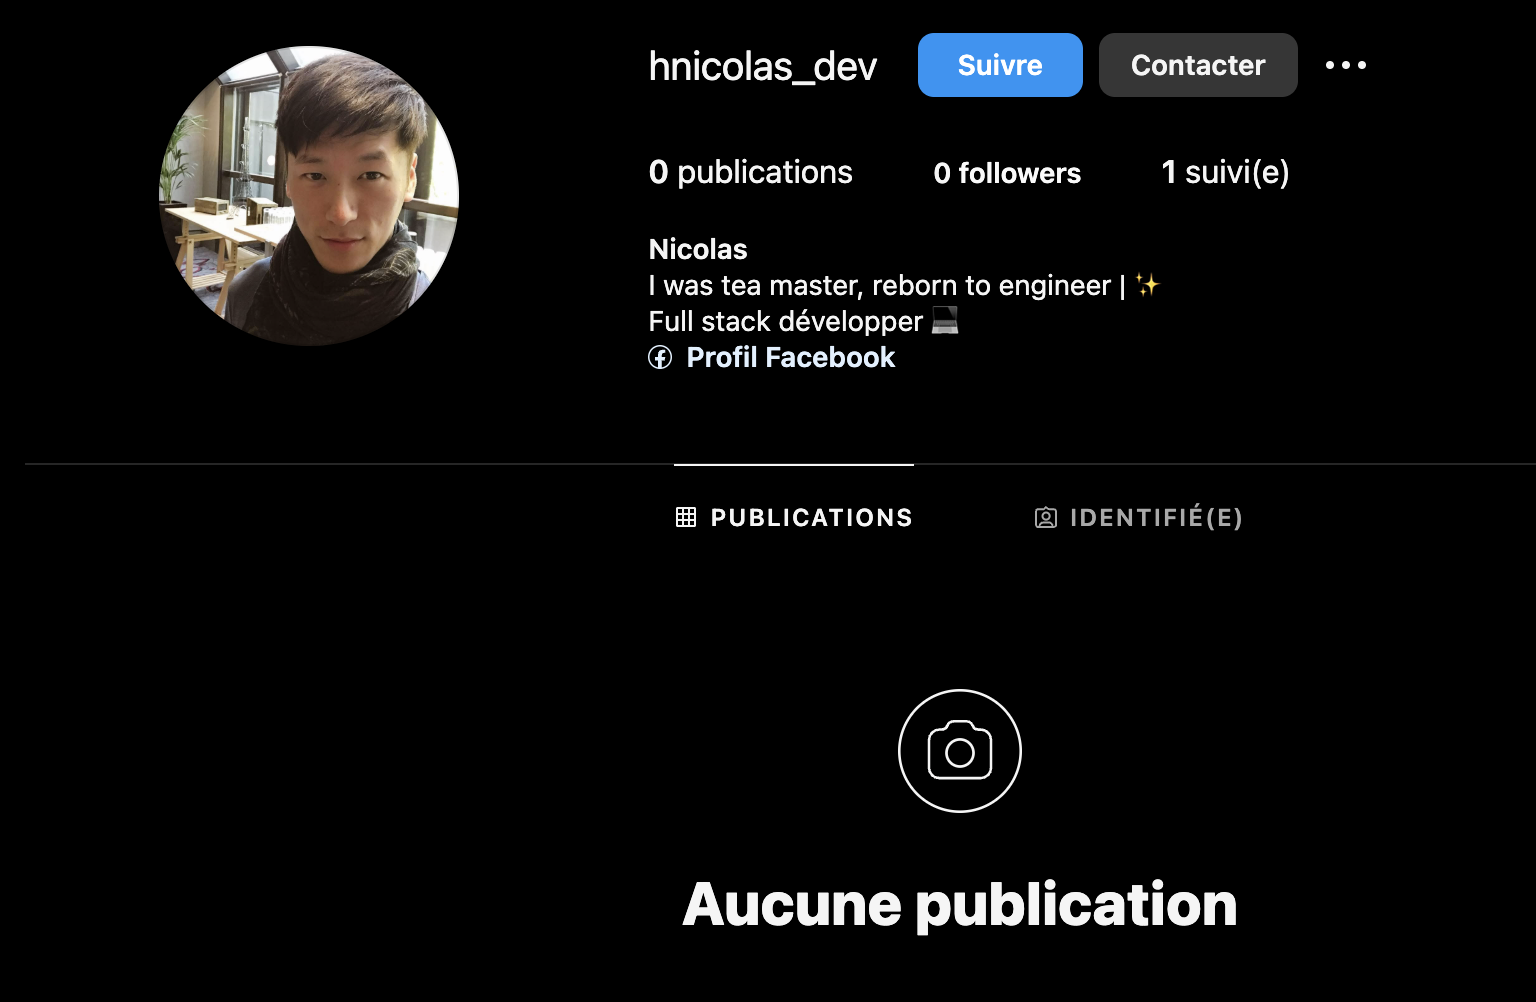 hnicolas_dev Suivre Contacter
0 publications 0 followers 1 suivi(e)
Nicolas
I was tea master, reborn to engineer | ✨
Full stack développer 💻
Profil Facebook
PUBLICATIONS IDENTIFIÉ(E)
Aucune publication